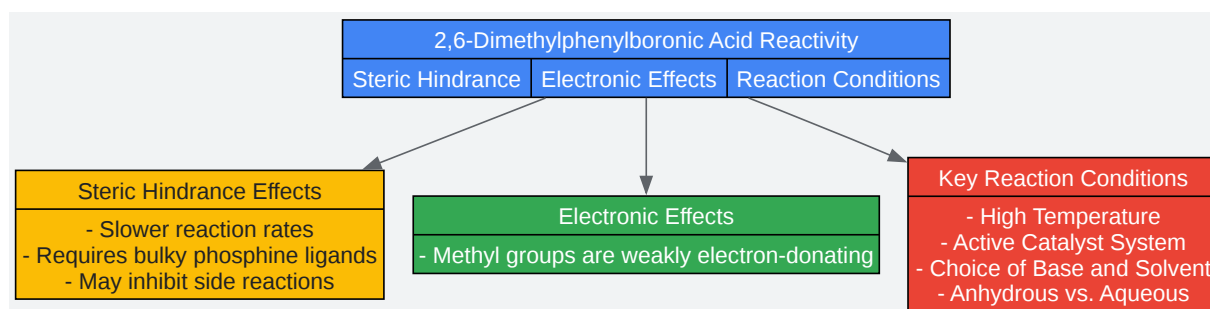 2,6-Dimethylphenylboronic Acid Reactivity
Steric Hindrance Electronic Effects Reaction Conditions
Steric Hindrance Effects
- Slower reaction rates
- Requires bulky phosphine ligands
- May inhibit side reactions
Electronic Effects
- Methyl groups are weakly electron-donating
Key Reaction Conditions
- High Temperature
- Active Catalyst System
- Choice of Base and Solvent
- Anhydrous vs. Aqueous